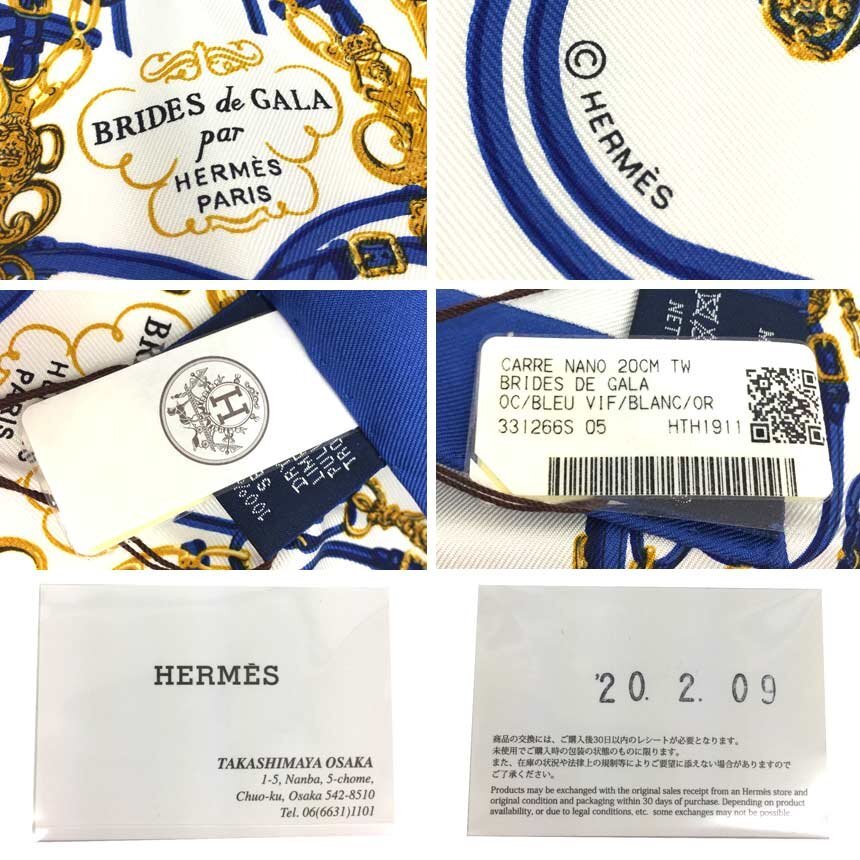 BRIDES de GALA
par
HERMÈS
PARIS
© HERMÈS
BR
HE
PARIS
H
CARRE NANO 20CM TW
BRIDES DE GALA
OC/BLEU VIF/BLANC/OR
331266S 05 HTH1911
HERMÈS
TAKASHIMAYA OSAKA
1-5, Nanba, 5-chome,
Chuo-ku, Osaka 542-8510
Tel. 06(6631)1101
'20. 2. 09
商品の交換には、ご購入後30日以内のレシートが必要となります。
未使用でご購入時の包装の状態のものに限ります。
また、在庫の状況や法律上の規制等によりご要望に添えない場合がありますので
ご了承ください。
Products may be exchanged with the original sales receipt from an Hermès store and
original condition and packaging within 30 days of purchase. Depending on product
availability, or due to legal conditions, etc. some exchanges may not be possible.